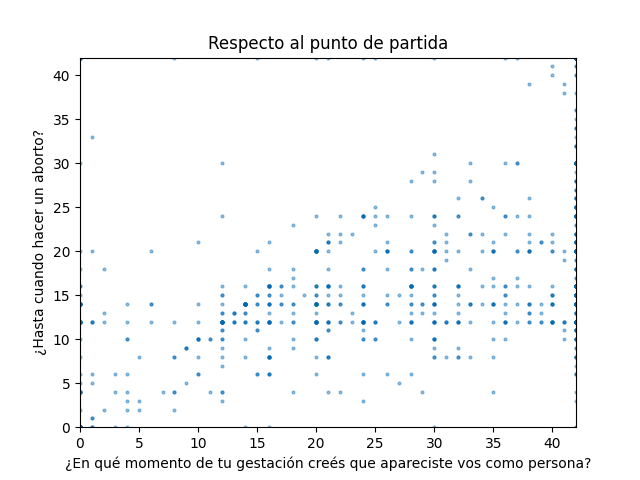 Respecto al punto de partida
¿Hasta cuando hacer un aborto?
40
35
30
25
20
15
10
5
0
0 5 10 15 20 25 30 35 40
¿En qué momento de tu gestación creés que apareciste vos como persona?